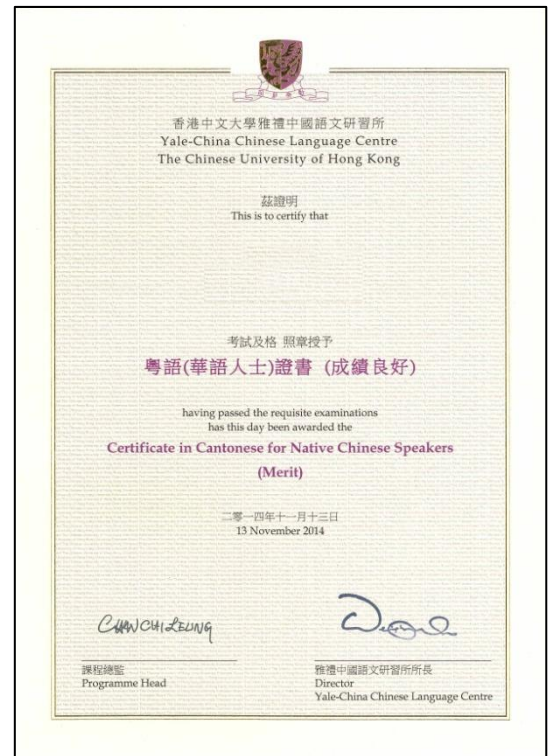 香港中文大學雅禮中國語文研習所
Yale-China Chinese Language Centre
The Chinese University of Hong Kong
茲證明
This is to certify that
考試及格 照章授予
粵語(華語人士)證書 (成績良好)
having passed the requisite examinations
has this day been awarded the
Certificate in Cantonese for Native Chinese Speakers
(Merit)
二零一四年十一月十三日
13 November 2014
CHAN CHI LEUNG
課程總監
Programme Head
雅禮中國語文研習所所長
Director
Yale-China Chinese Language Centre